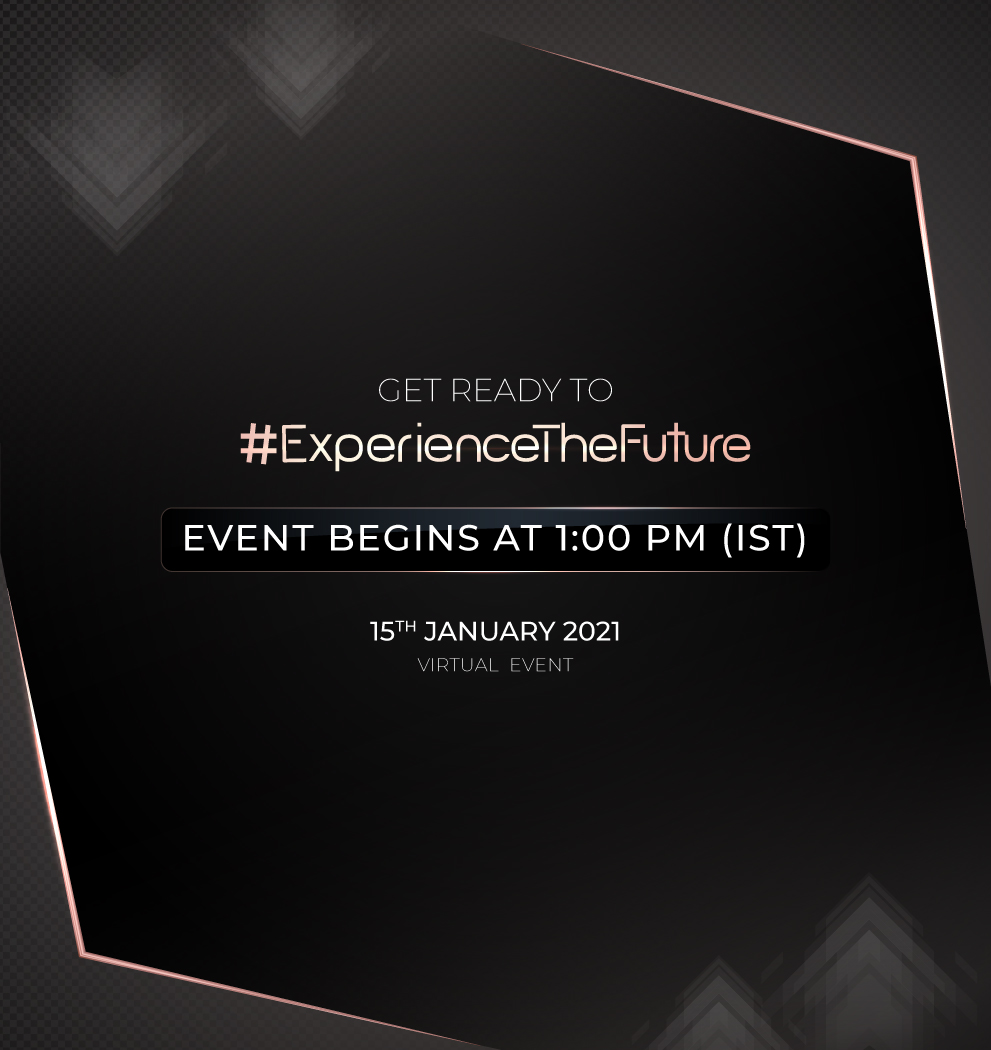 GET READY TO
#ExperienceTheFuture
EVENT BEGINS AT 1:00 PM (IST)
15TH JANUARY 2021
VIRTUAL EVENT